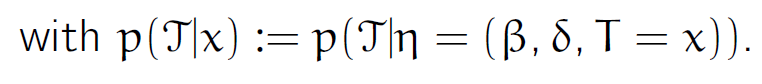 with p(𝒯|x) := p(𝒯|η = (β, δ, T = x)).